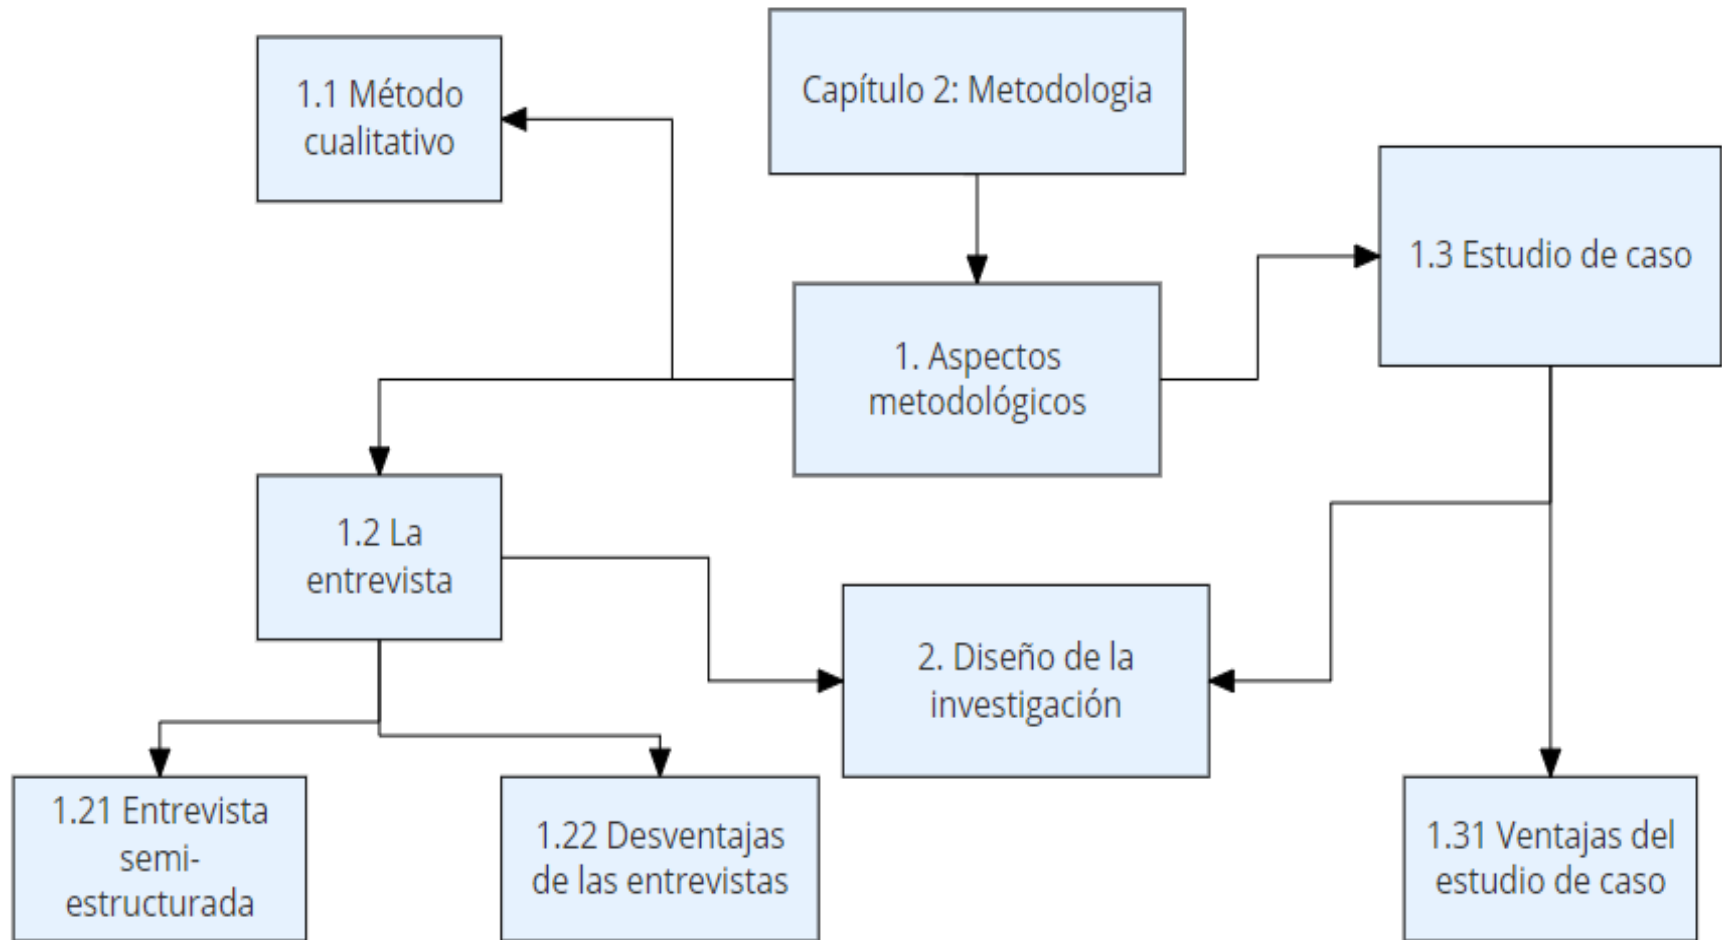 Capítulo 2: Metodologia
1.1 Método
cualitativo
1.3 Estudio de caso
1. Aspectos
metodológicos
1.2 La
entrevista
2. Diseño de la
investigación
1.21 Entrevista
semi-
estructurada
1.22 Desventajas
de las entrevistas
1.31 Ventajas del
estudio de caso